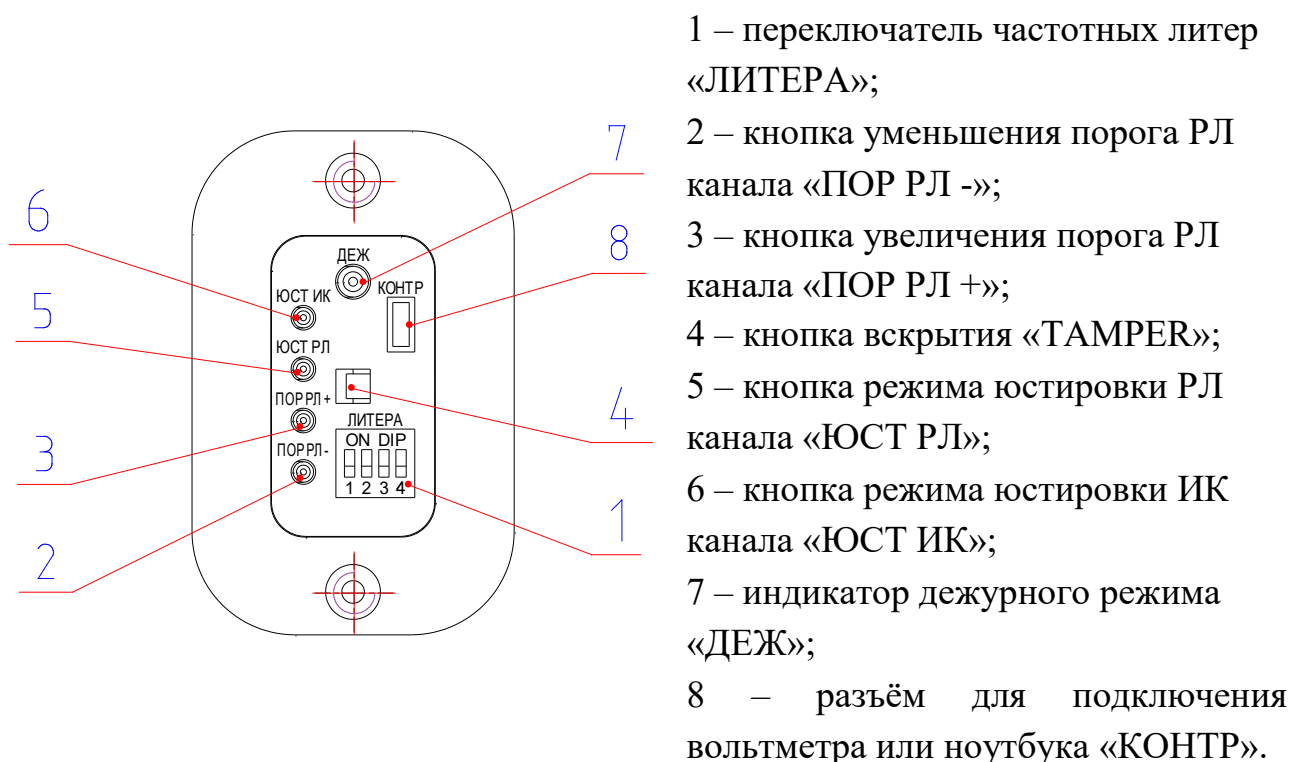 7
6
8
ДЕЖ
КОНТР
ЮСТ ИК
5
ЮСТ РЛ
ПОР РЛ +
4
ЛИТЕРА
3
ON DIP
ПОР РЛ -
1 2 3 4
1
2
1 – переключатель частотных литер
«ЛИТЕРА»;
2 – кнопка уменьшения порога РЛ
канала «ПОР РЛ -»;
3 – кнопка увеличения порога РЛ
канала «ПОР РЛ +»;
4 – кнопка вскрытия «TAMPER»;
5 – кнопка режима юстировки РЛ
канала «ЮСТ РЛ»;
6 – кнопка режима юстировки ИК
канала «ЮСТ ИК»;
7 – индикатор дежурного режима
«ДЕЖ»;
8 – разъём для подключения
вольтметра или ноутбука «КОНТР».